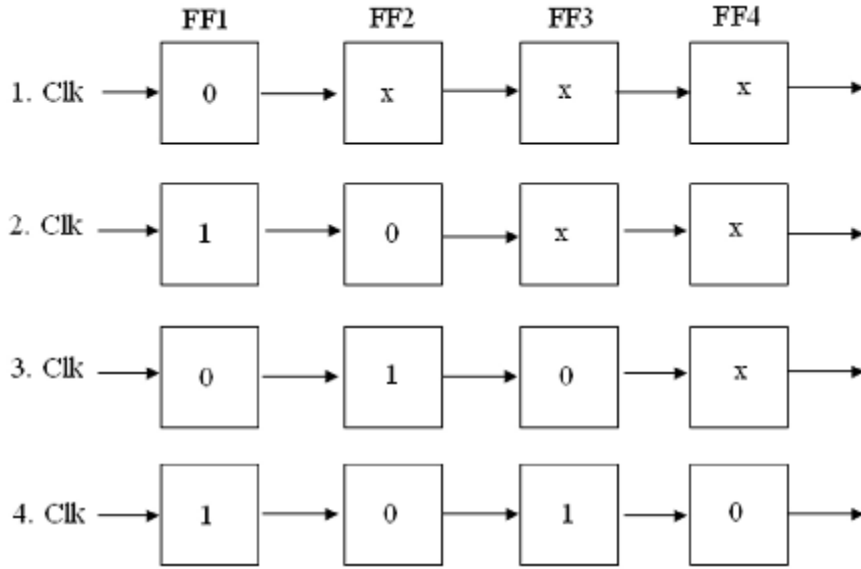 FF1 FF2 FF3 FF4
1. Clk 0 x x x
2. Clk 1 0 x x
3. Clk 0 1 0 x
4. Clk 1 0 1 0